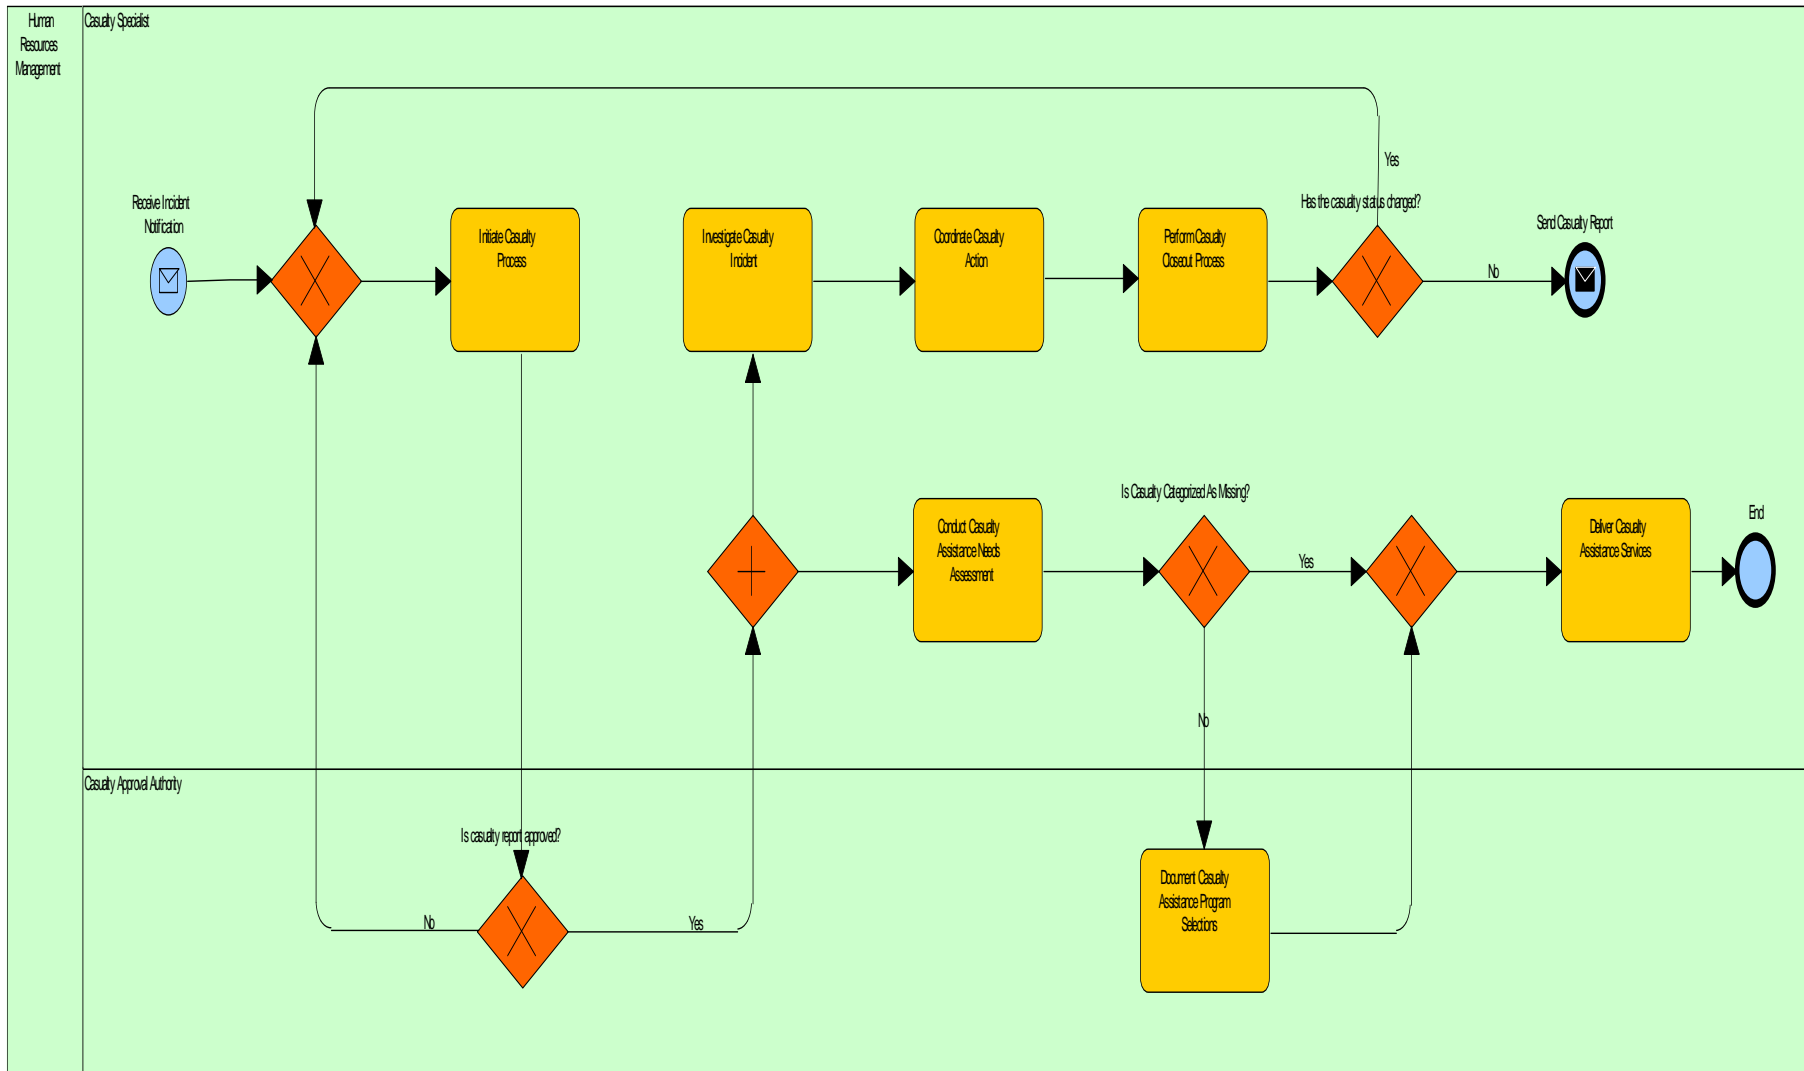 Human
Resources
Management
Casualty Specialist
Yes
Receive Incident
Notification
Has the casualty status changed?
Send Casualty Report
Initiate Casualty
Process
Investigate Casualty
Incident
Coordinate Casualty
Action
Perform Casualty
Closeout Process
No
Is Casualty Categorized As Missing?
End
Conduct Casualty
Assistance Needs
Assessment
Yes
Deliver Casualty
Assistance Services
No
Casualty Approval Authority
Is casualty report approved?
No
Yes
Document Casualty
Assistance Program
Selections